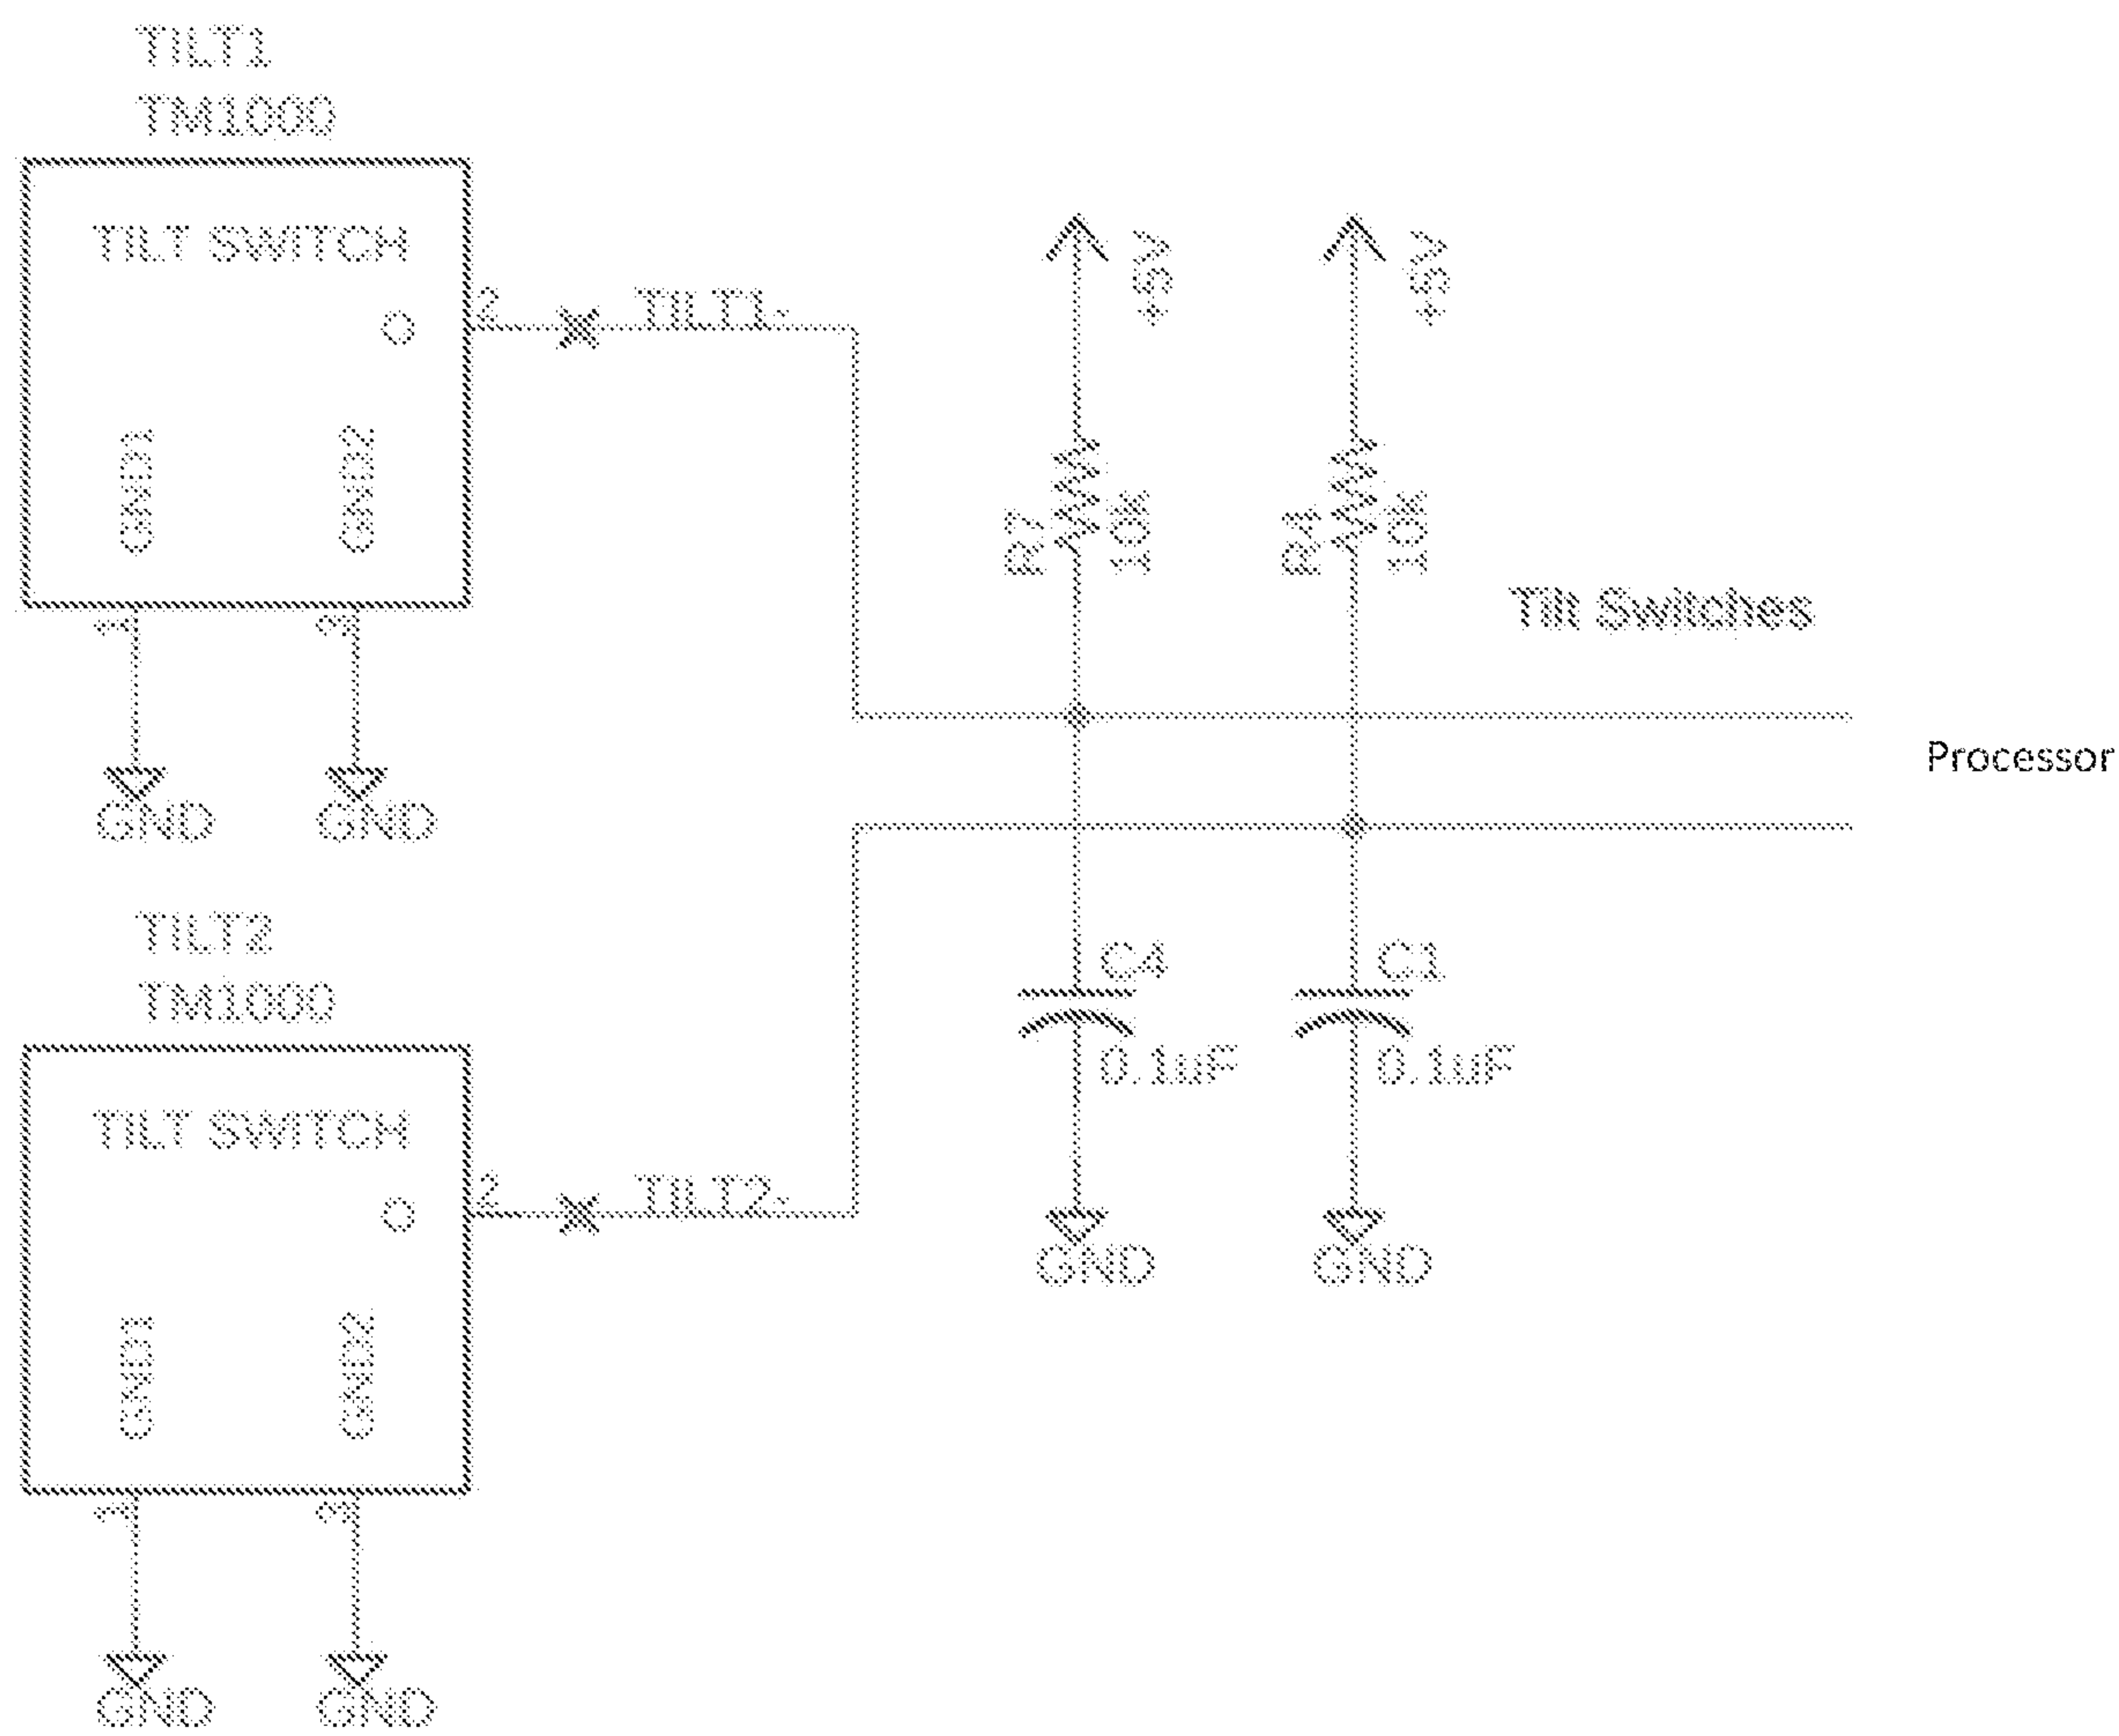 TILT1
TM1000
TILT SWITCH
2
TILT1-
+5V
+5V
GND1
GND2
R7
10K
R4
10K
Tilt Switches
1
3
Processor
GND
GND
TILT2
TM1000
C4
C1
0.1uF
0.1uF
TILT SWITCH
2
TILT2-
GND
GND
GND1
GND2
1
3
GND
GND